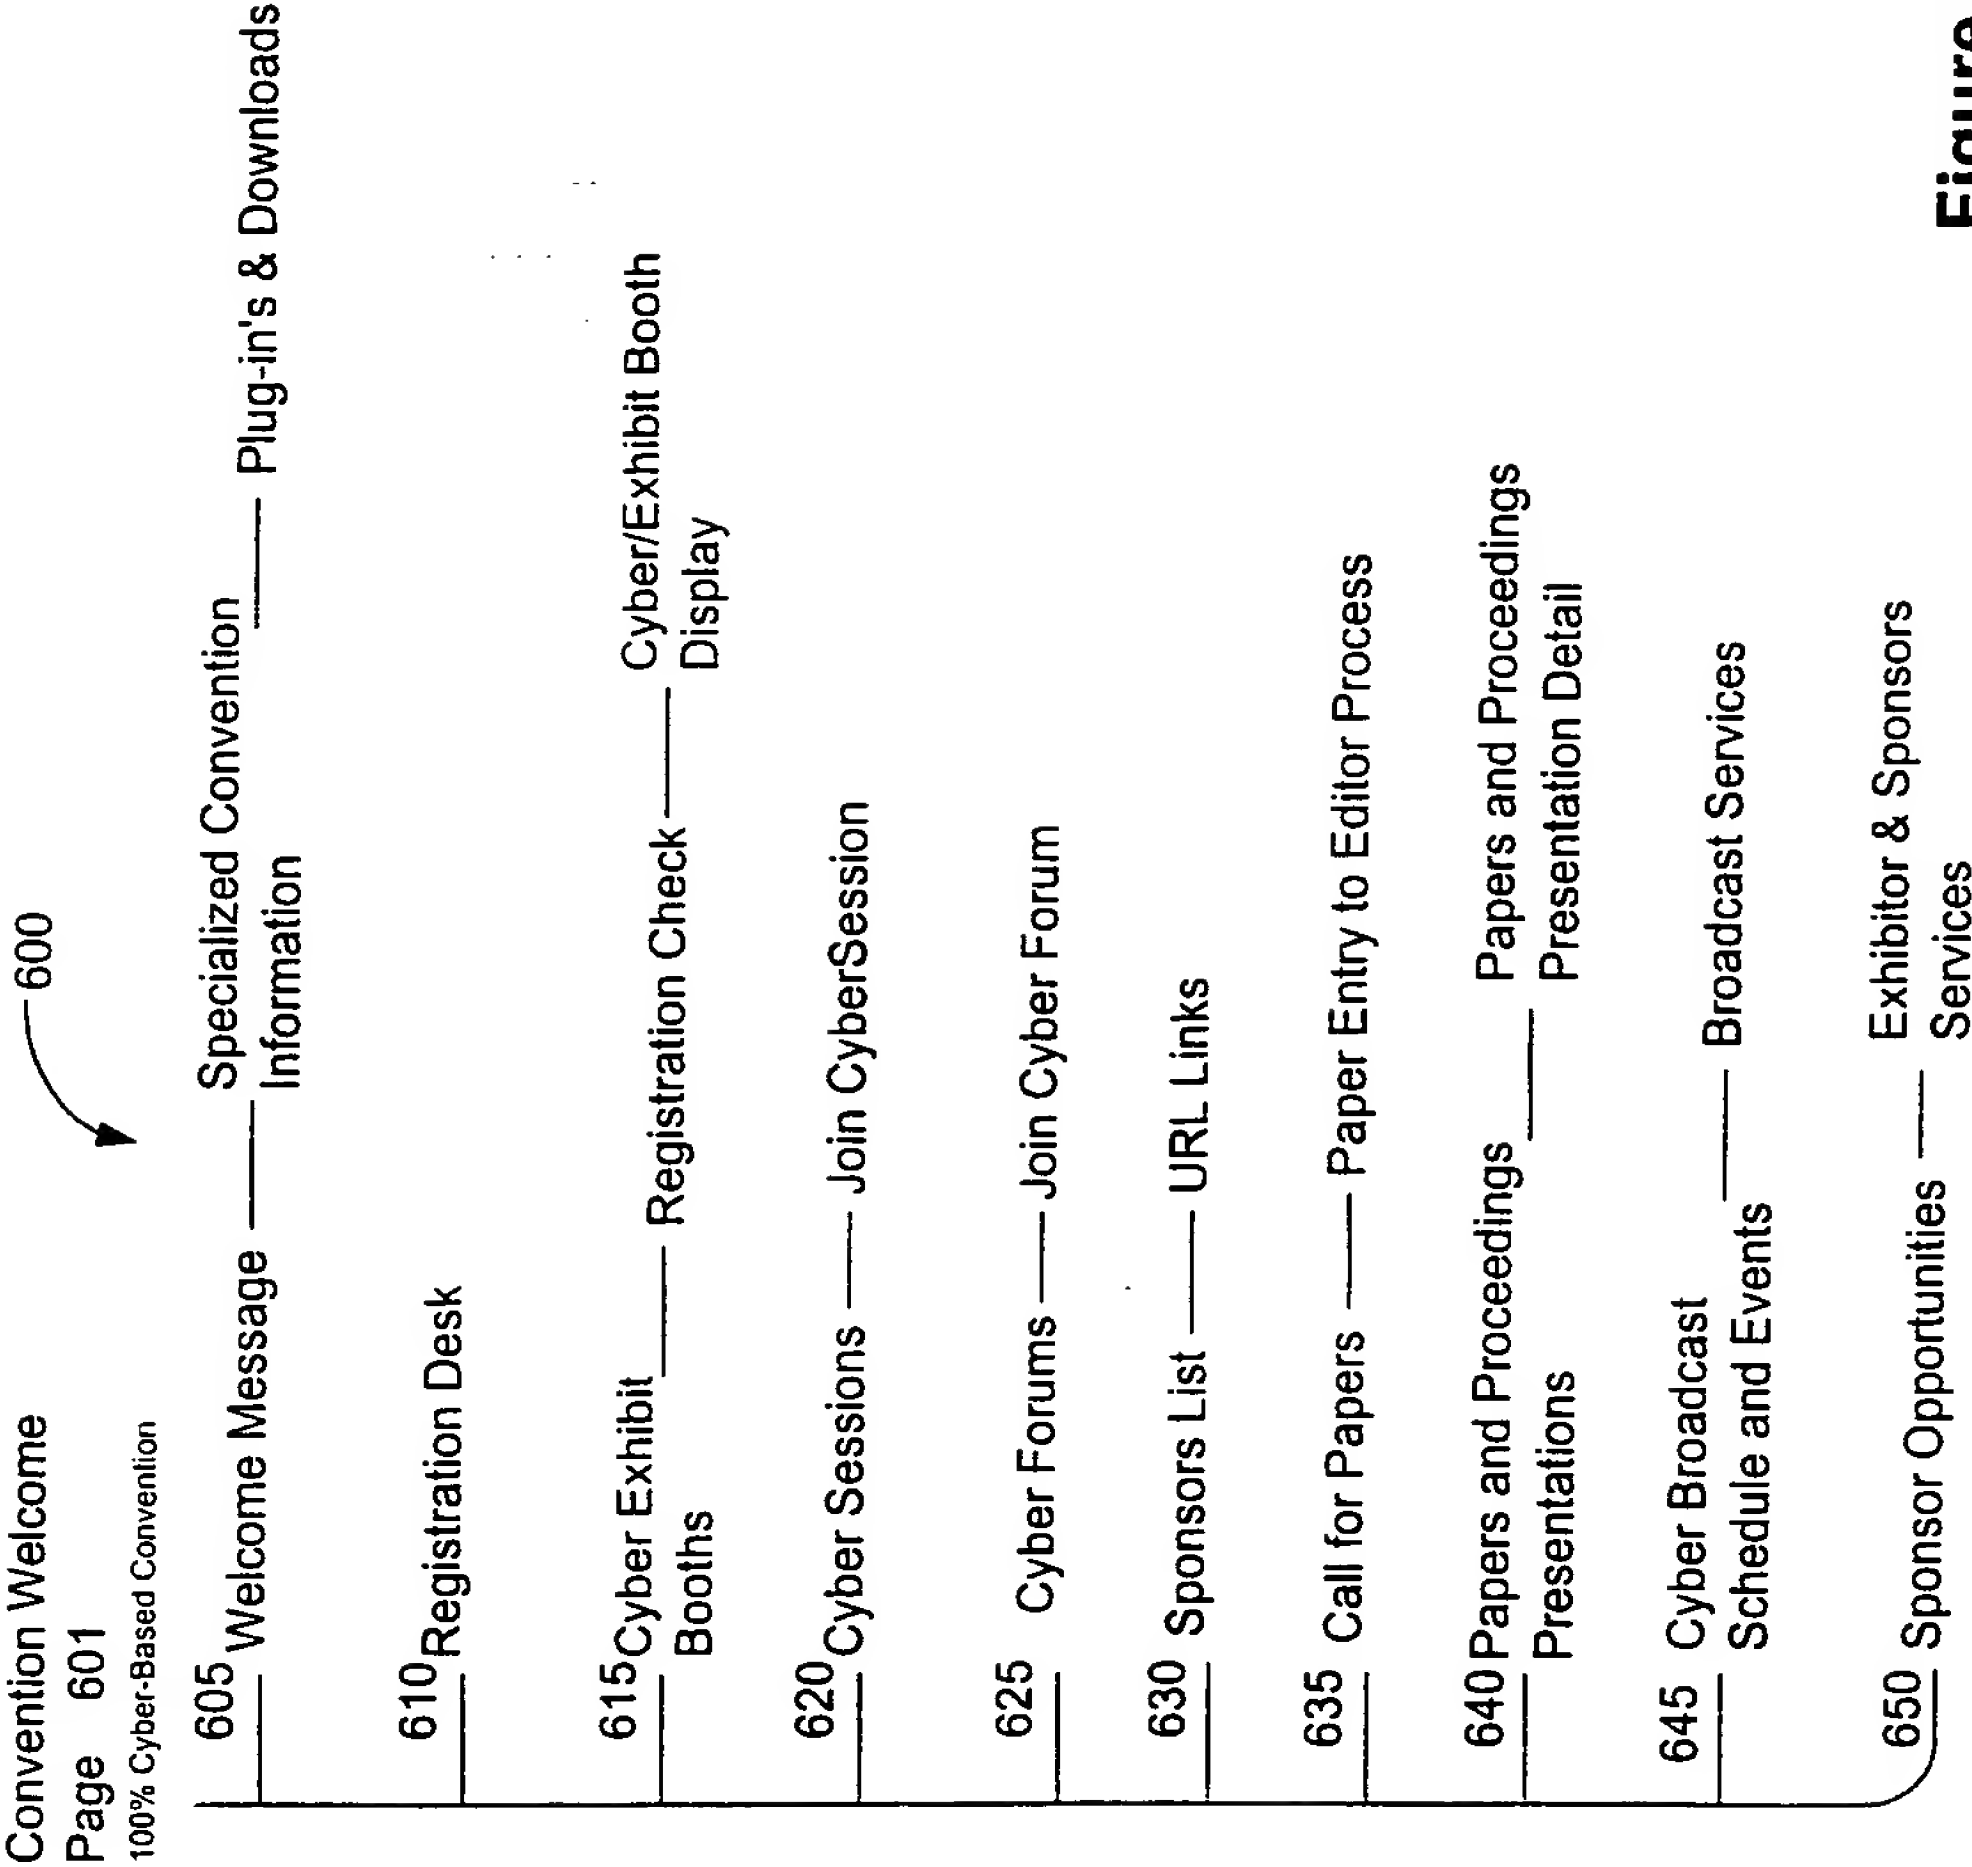 Convention Welcome
Page 601
100% Cyber-Based Convention
600
605 Welcome Message Specialized Convention Plug-in's & Downloads
Information
610 Registration Desk
615 Cyber Exhibit Registration Check Cyber/Exhibit Booth
Booths Display
620 Cyber Sessions Join CyberSession
625 Cyber Forums Join Cyber Forum
630 Sponsors List URL Links
635 Call for Papers Paper Entry to Editor Process
640 Papers and Proceedings Papers and Proceedings
Presentations Presentation Detail
645 Cyber Broadcast Broadcast Services
Schedule and Events
650 Sponsor Opportunities Exhibitor & Sponsors
Services
Figure